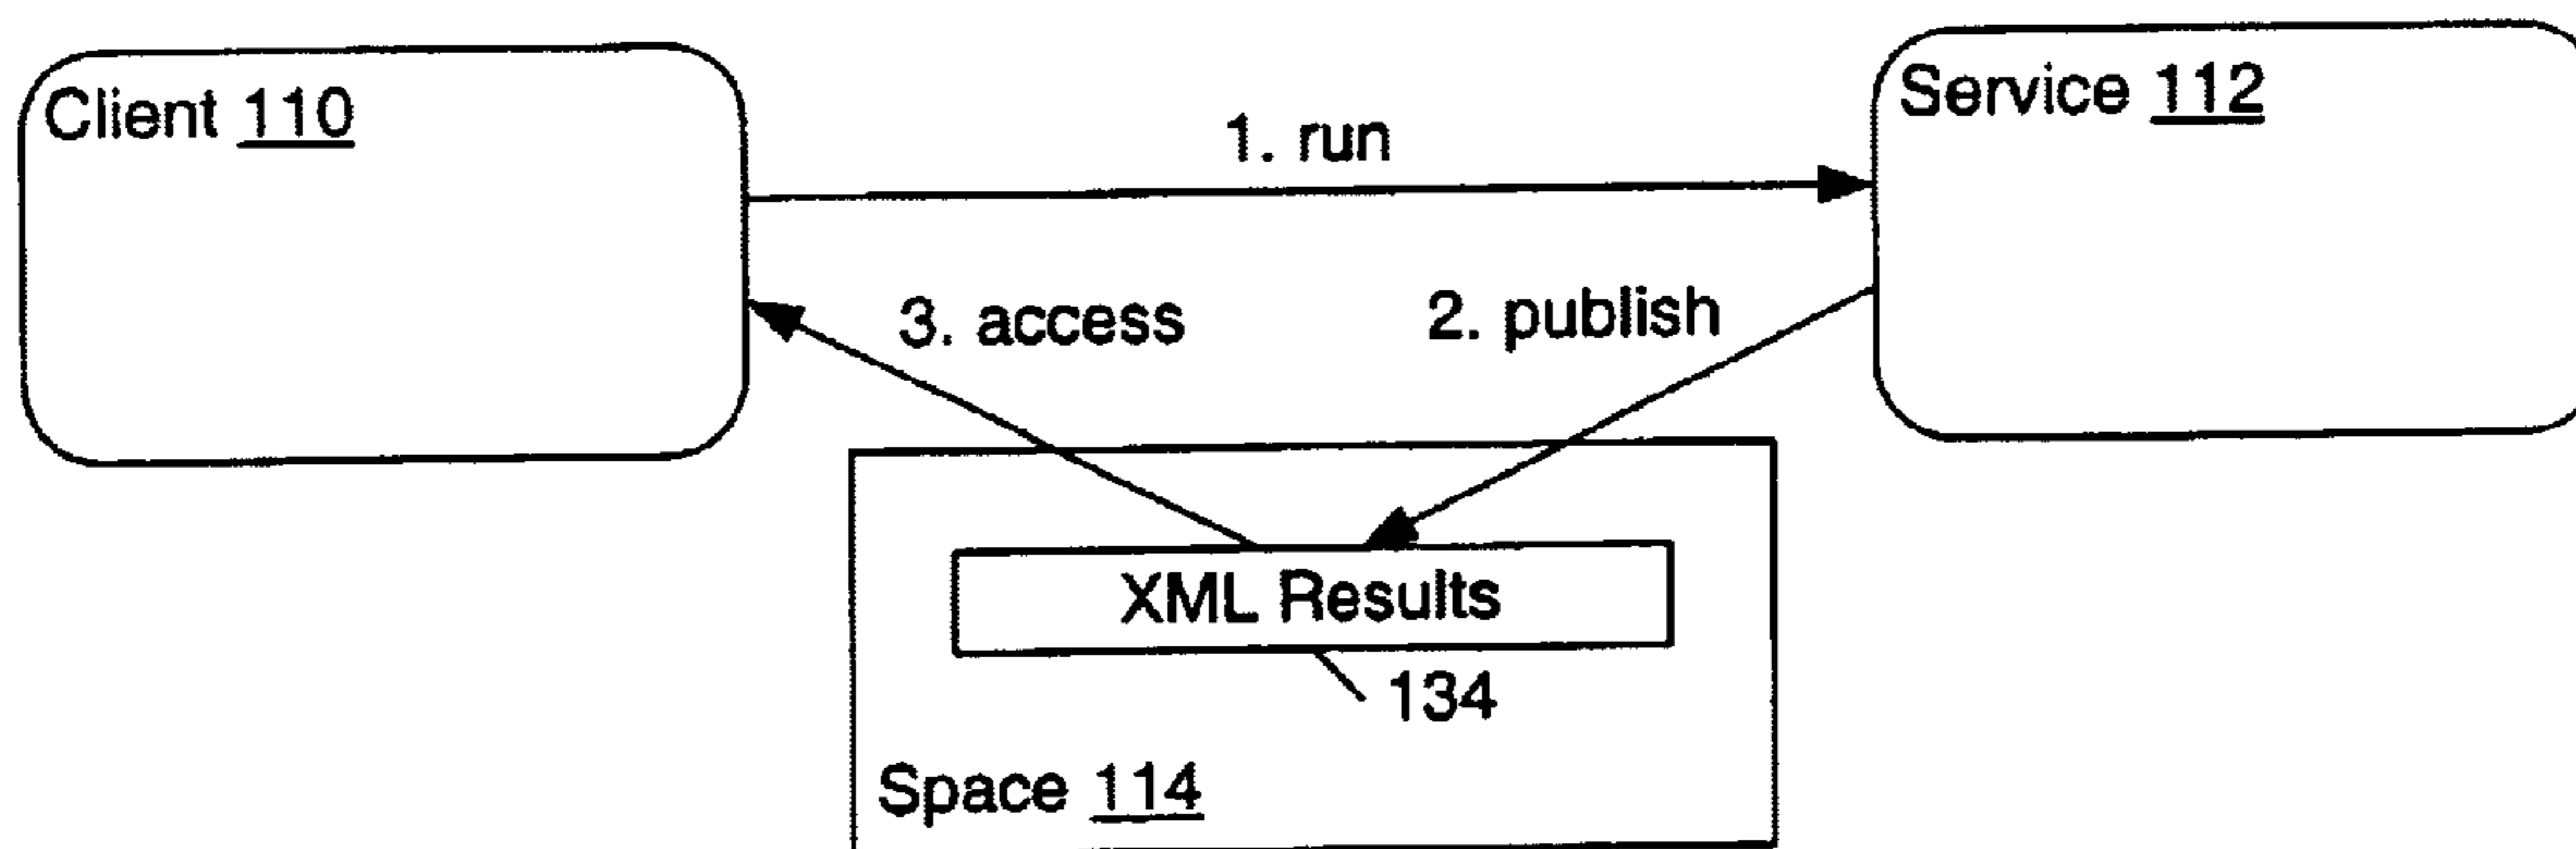 Client 110
Service 112
1. run
3. access
2. publish
XML Results
134
Space 114